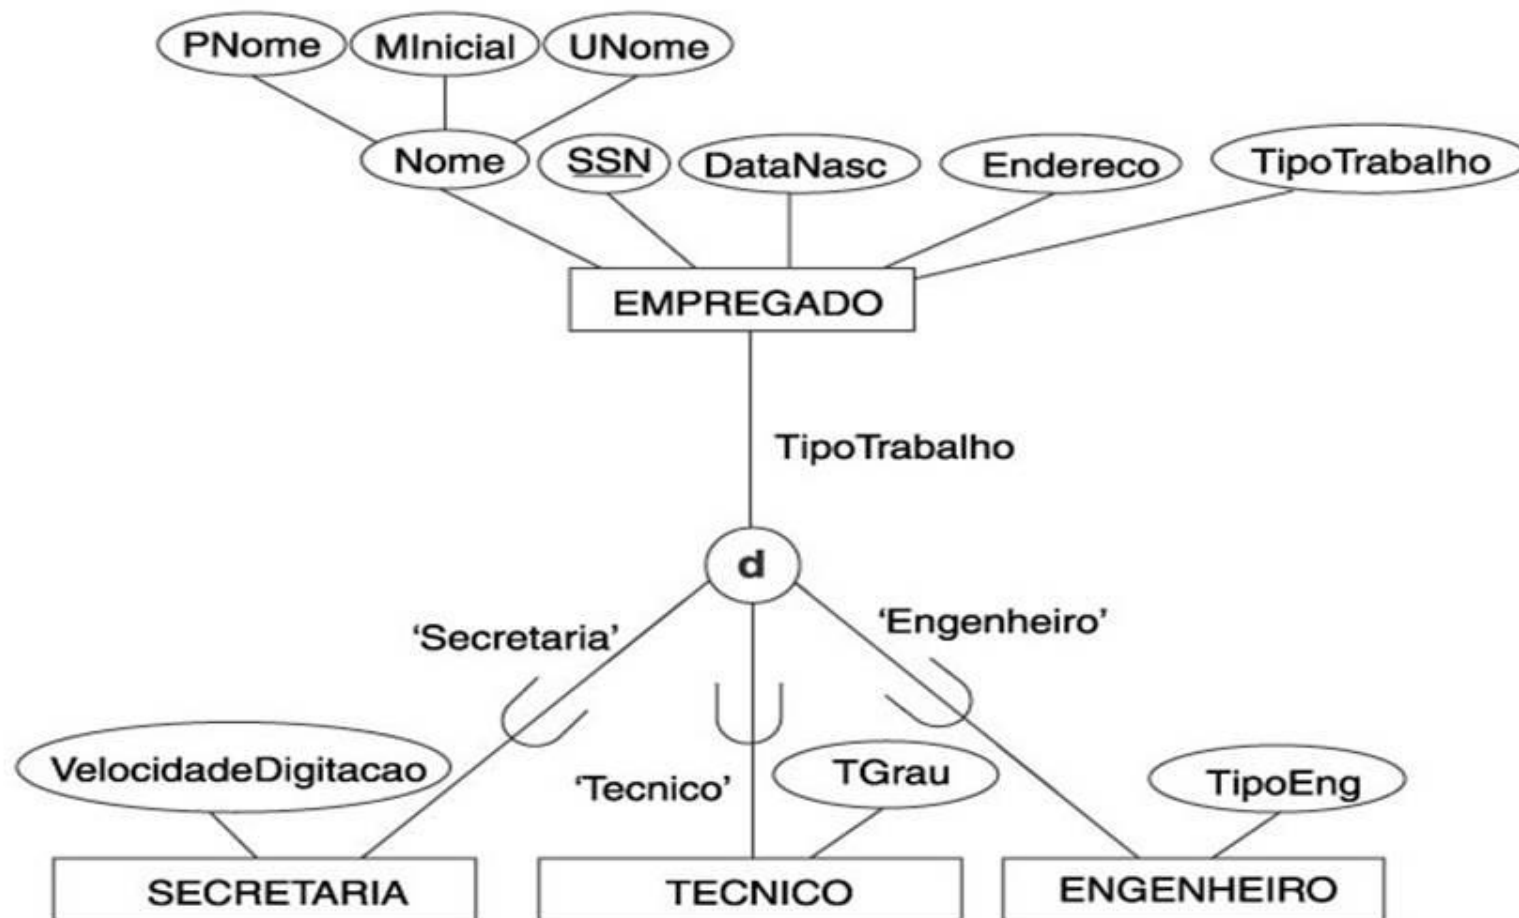 PNome MInicial UNome
Nome SSN DataNasc Endereco TipoTrabalho
EMPREGADO
TipoTrabalho
d
‘Secretaria’ ‘Engenheiro’
VelocidadeDigitacao ‘Tecnico’ TGrau TipoEng
SECRETARIA TECNICO ENGENHEIRO